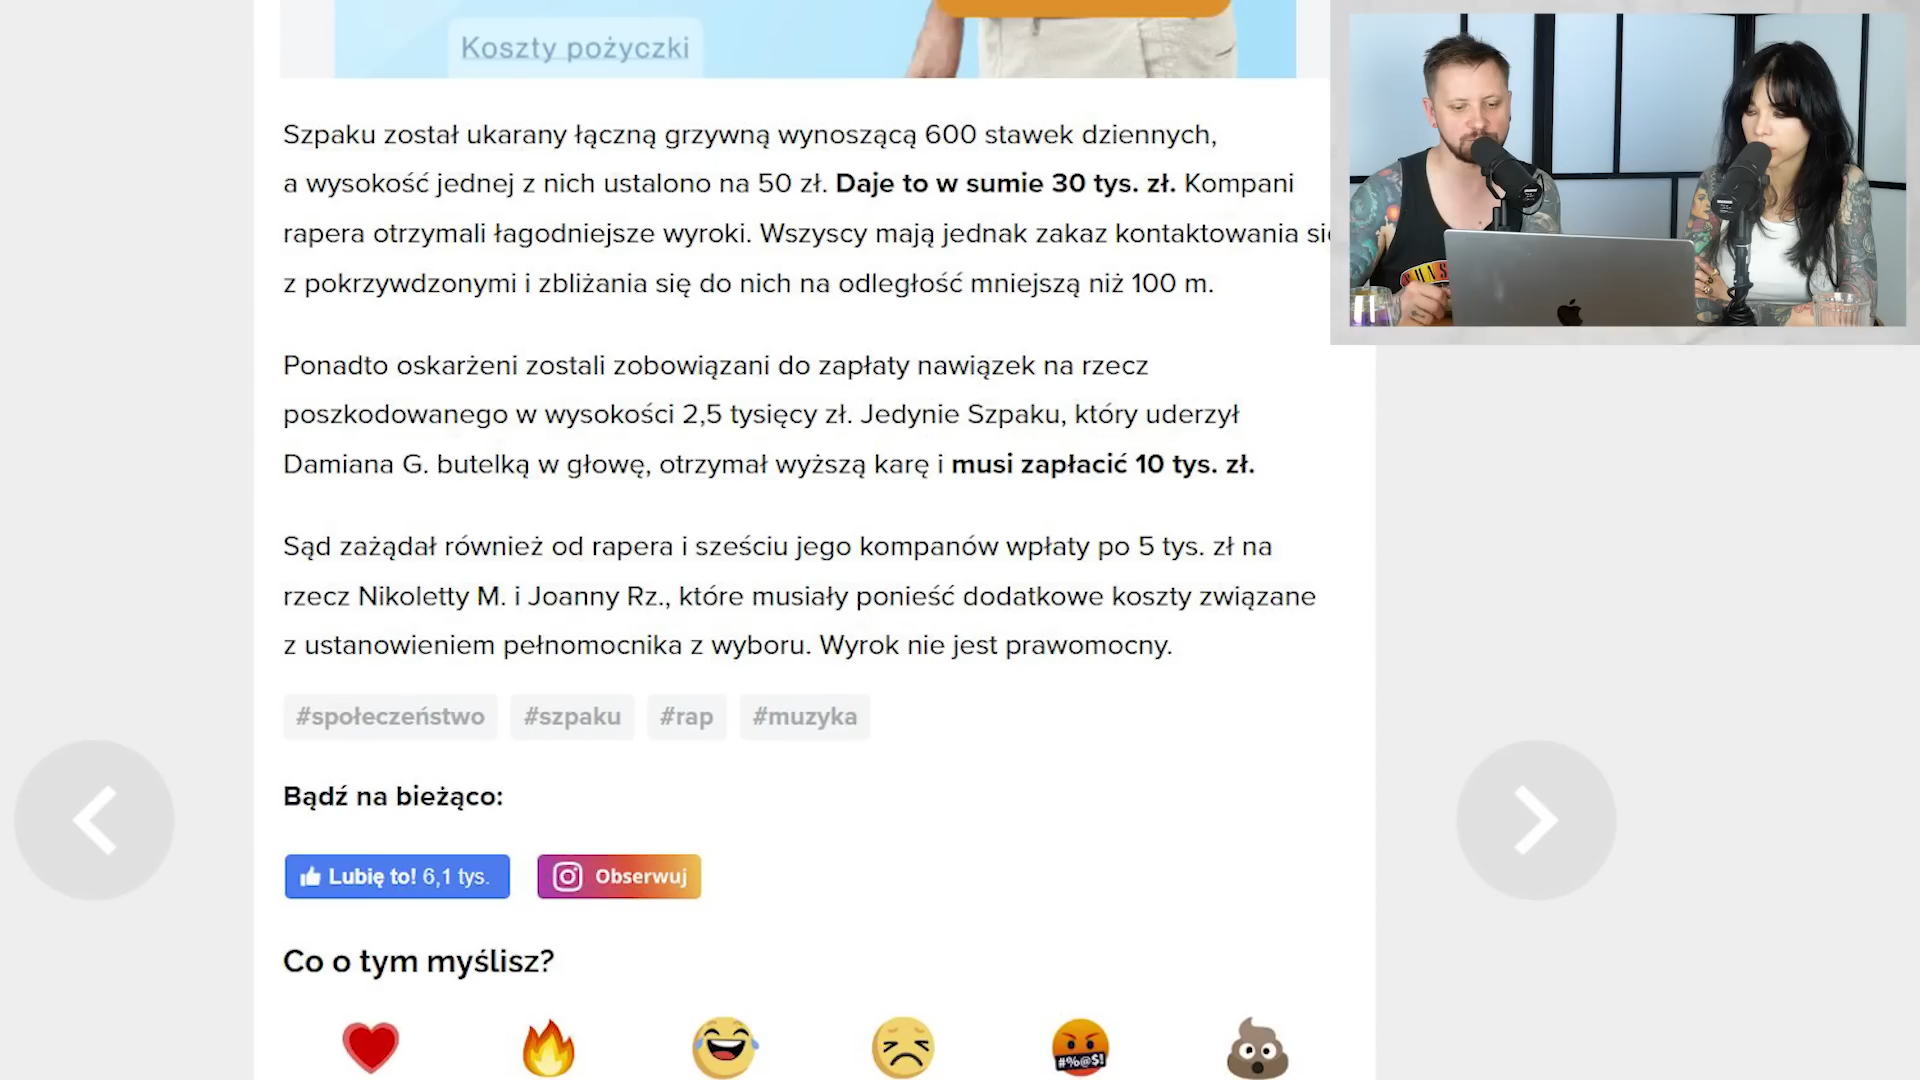 Koszty pożyczki
Szpaku został ukarany łączną grzywną wynoszącą 600 stawek dziennych,
a wysokość jednej z nich ustalono na 50 zł. Daje to w sumie 30 tys. zł. Kompani
rapera otrzymali łagodniejsze wyroki. Wszyscy mają jednak zakaz kontaktowania się
z pokrzywdzonymi i zbliżania się do nich na odległość mniejszą niż 100 m.
Ponadto oskarżeni zostali zobowiązani do zapłaty nawiązek na rzecz
poszkodowanego w wysokości 2,5 tysięcy zł. Jedynie Szpaku, który uderzył
Damiana G. butelką w głowę, otrzymał wyższą karę i musi zapłacić 10 tys. zł.
Sąd zażądał również od rapera i sześciu jego kompanów wpłaty po 5 tys. zł na
rzecz Nikoletty M. i Joanny Rz., które musiały ponieść dodatkowe koszty związane
z ustanowieniem pełnomocnika z wyboru. Wyrok nie jest prawomocny.
#społeczeństwo #szpaku #rap #muzyka
Bądź na bieżąco:
Lubię to! 6,1 tys. Obserwuj
Co o tym myślisz?
#%@$!